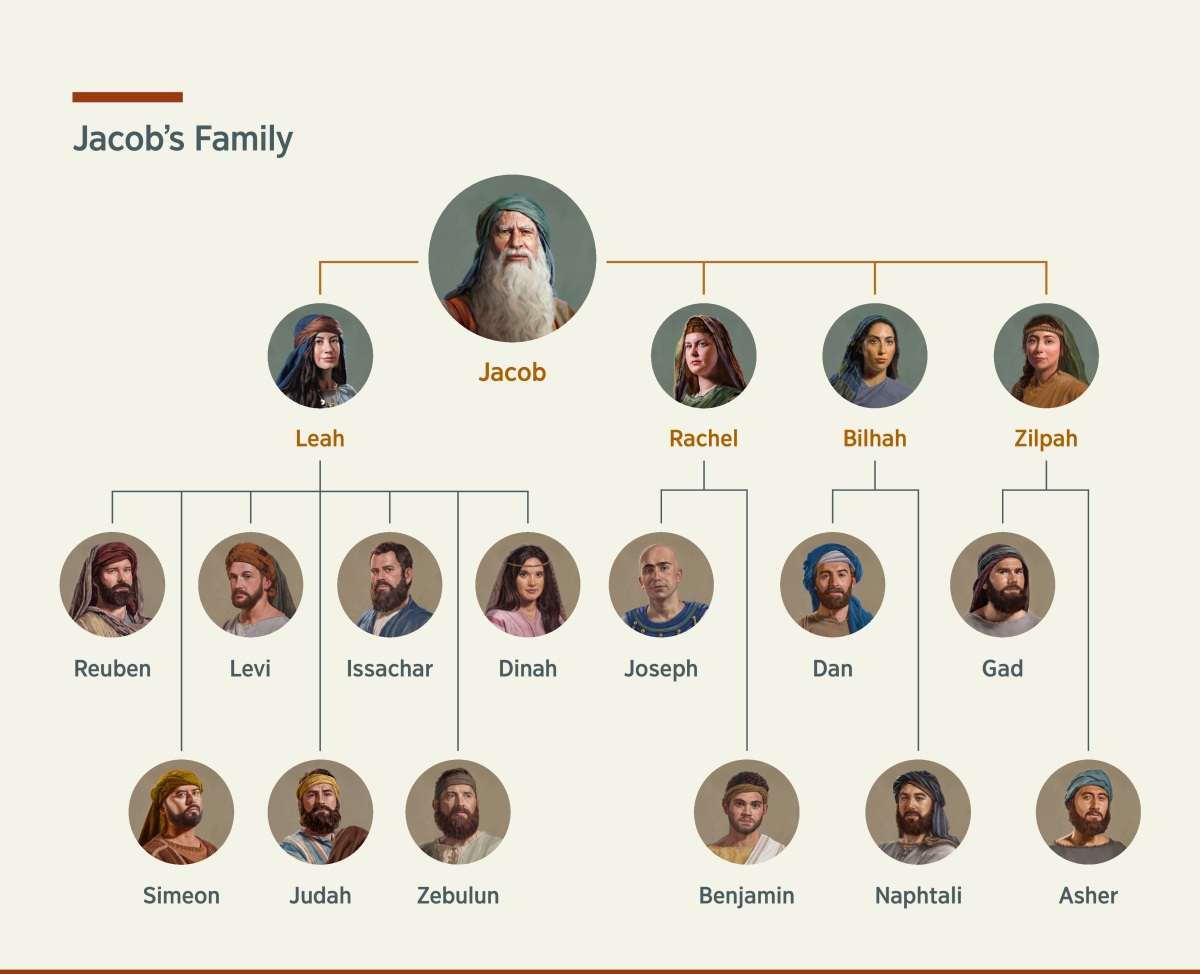 Jacob’s Family
Jacob
Leah
Rachel
Bilhah
Zilpah
Reuben
Levi
Issachar
Dinah
Joseph
Dan
Gad
Simeon
Judah
Zebulun
Benjamin
Naphtali
Asher